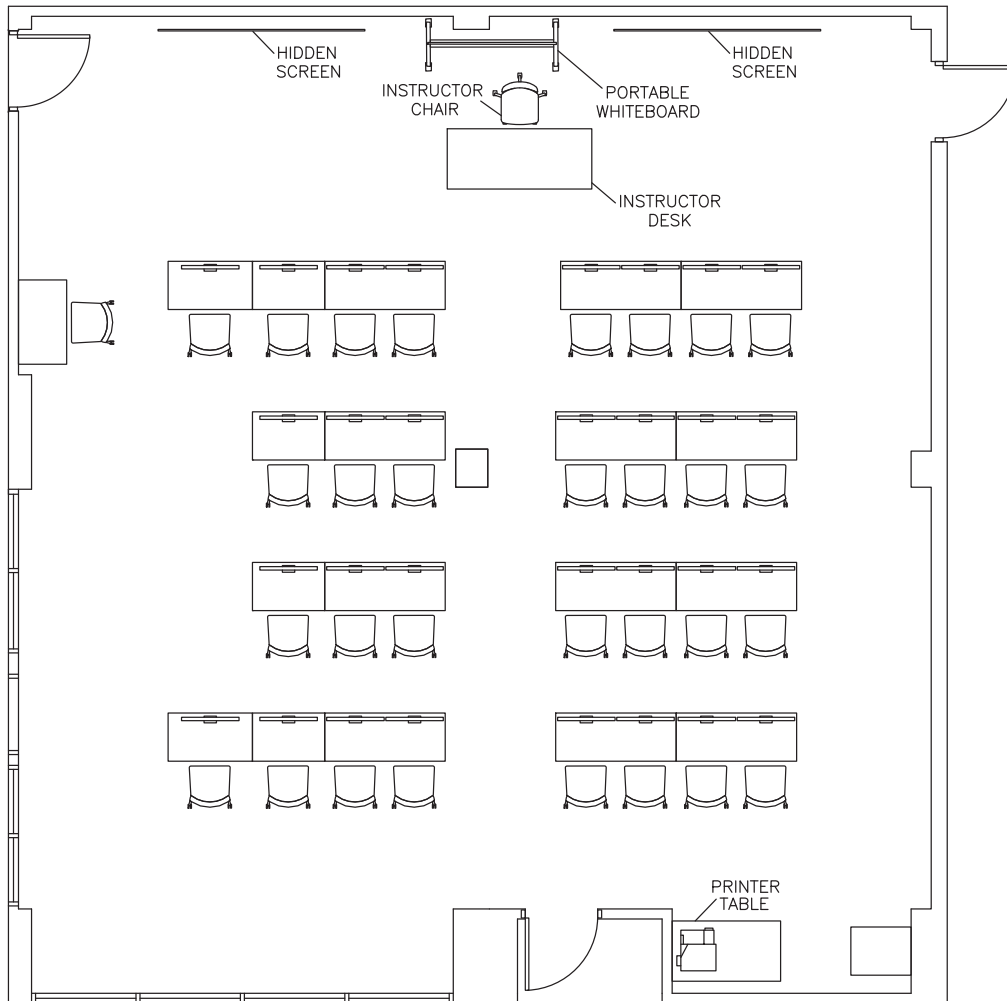 HIDDEN
SCREEN
HIDDEN
SCREEN
INSTRUCTOR
CHAIR
PORTABLE
WHITEBOARD
INSTRUCTOR
DESK
PRINTER
TABLE